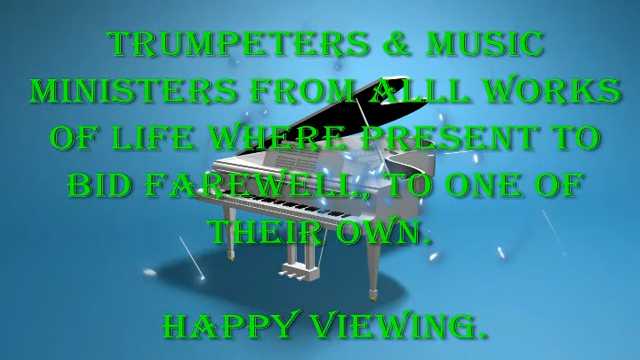 TRUMPETERS & MUSIC
MINISTERS FROM ALLL WORKS
OF LIFE WHERE PRESENT TO
BID FAREWELL, TO ONE OF
THEIR OWN.
HAPPY VIEWING.